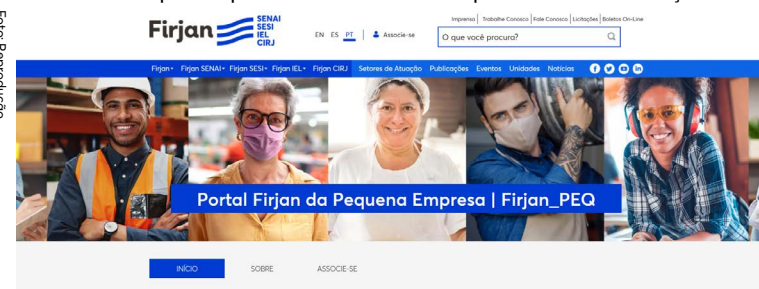 Foto: Reprodução
Firjan SENAI
SESI
IEL
CIRJ
EN ES PT
Associe-se
Imprensa Trabalhe Conosco Fale Conosco Licitações Boletos On-Line
O que você procura?
Firjan Firjan SENAI Firjan SESI Firjan IEL Firjan CIRJ Setores de Atuação Publicações Eventos Unidades Notícias
Portal Firjan da Pequena Empresa | Firjan_PEQ
INÍCIO SOBRE ASSOCIE-SE